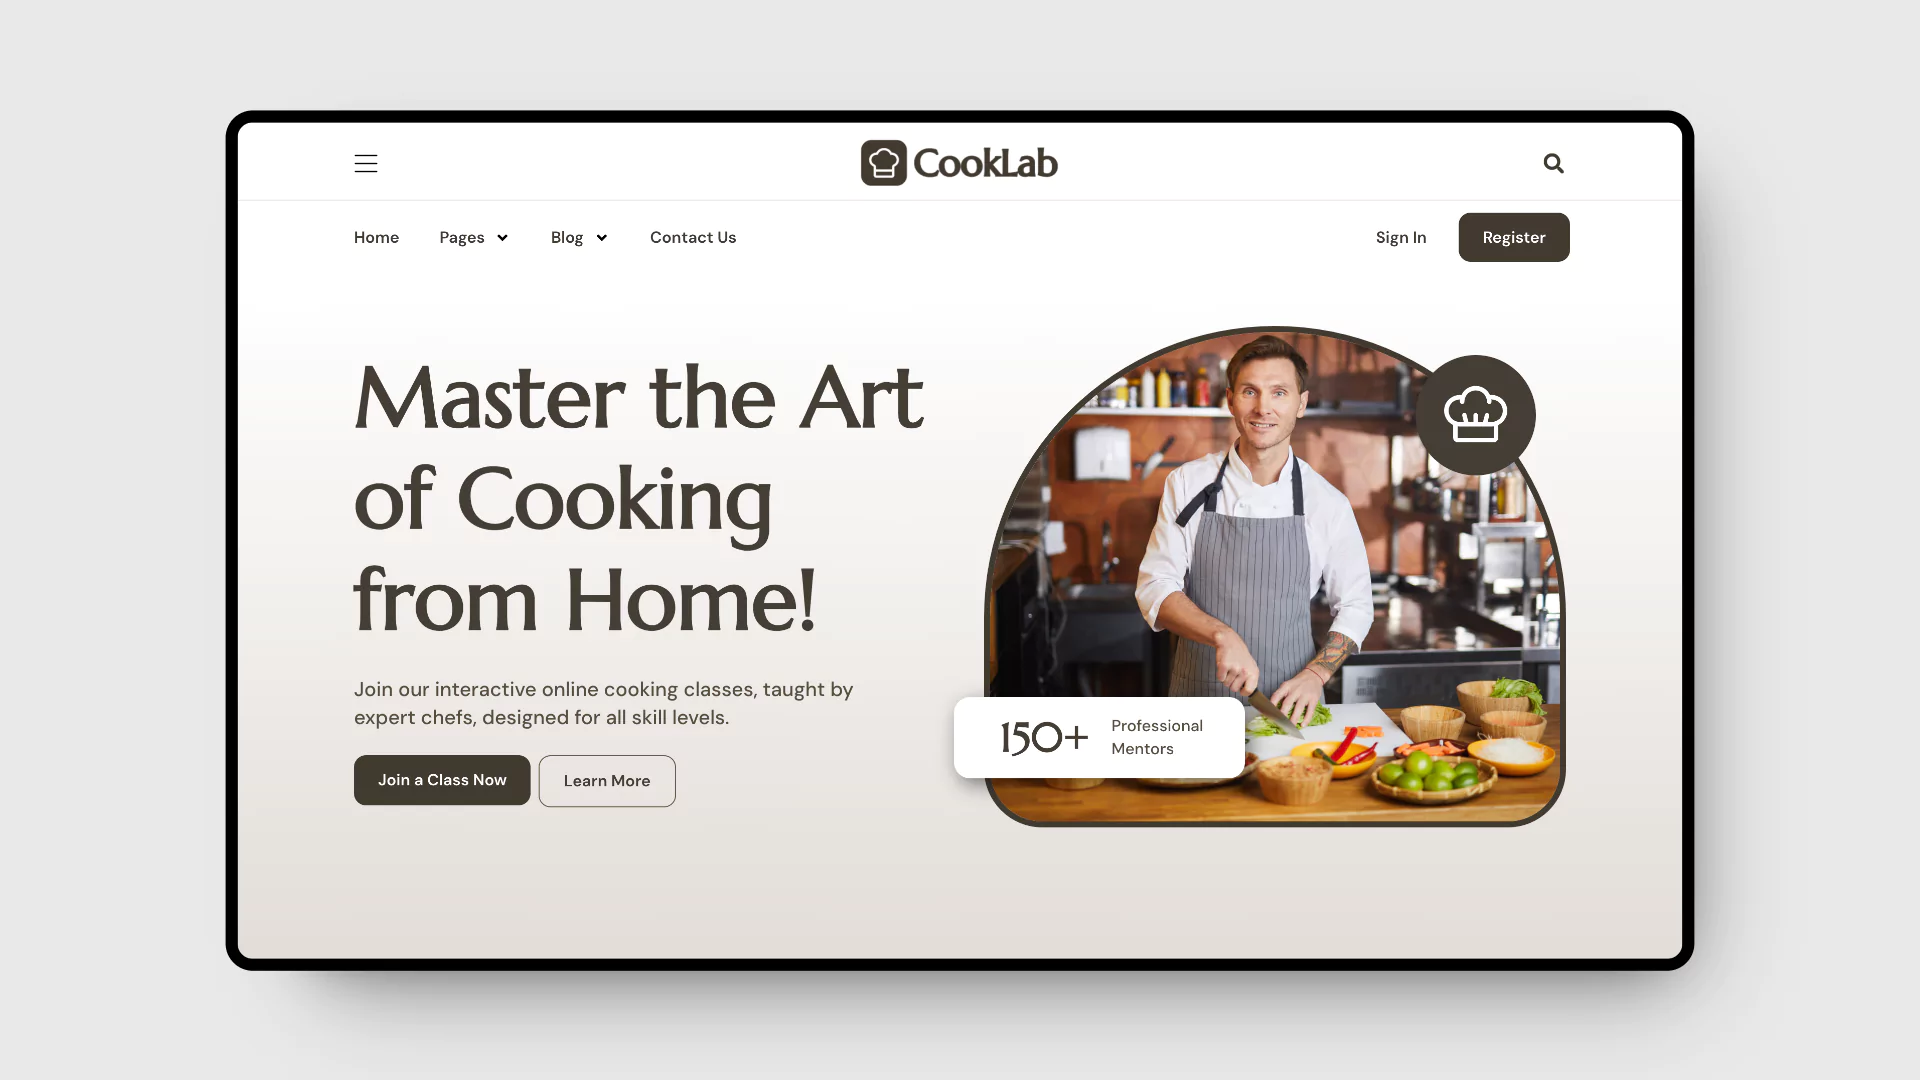 CookLab
Home Pages Blog Contact Us Sign In Register
Master the Art
of Cooking
from Home!
Join our interactive online cooking classes, taught by
expert chefs, designed for all skill levels.
Join a Class Now Learn More
150+ Professional
Mentors